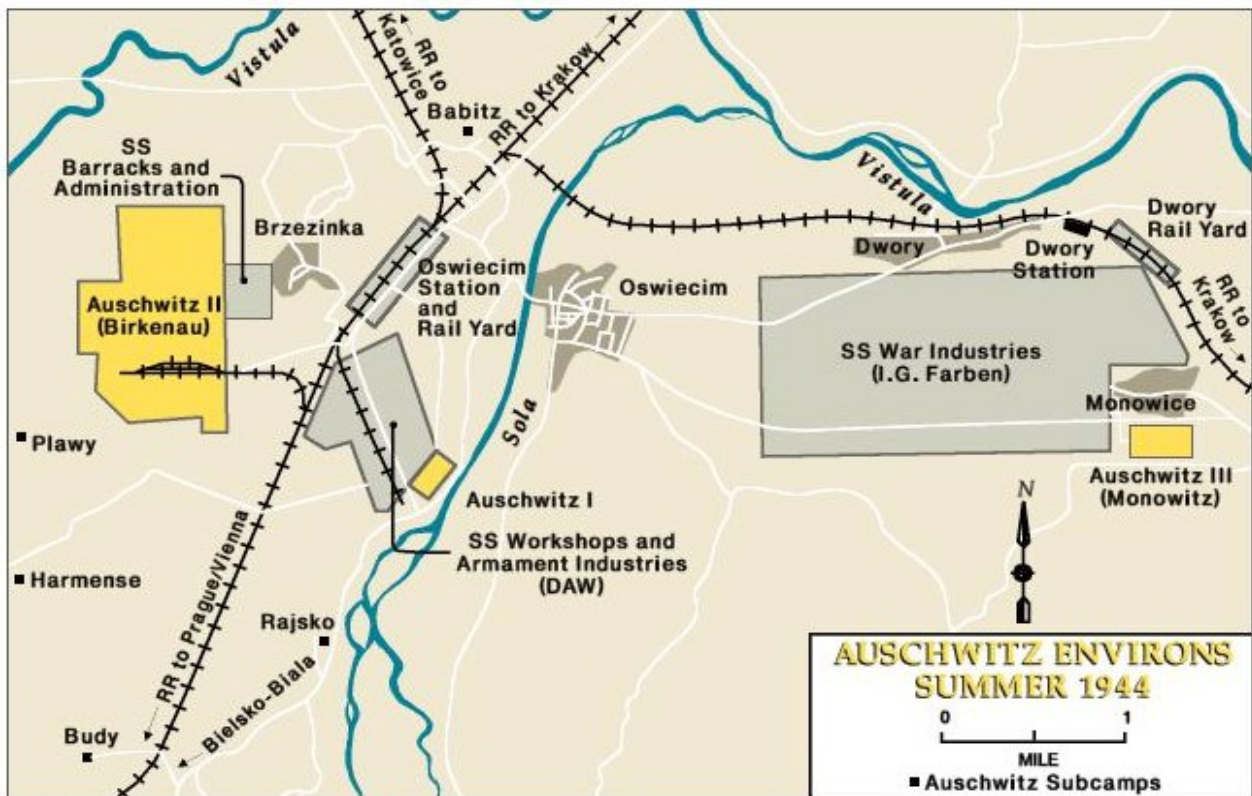 Vistula
RR to
Katowice
RR to Krakow
Babitz
SS
Barracks and
Administration
Brzezinka
Vistula
Dwory
Rail Yard
Dwory
Dwory
Station
RR to
Krakow
Auschwitz II
(Birkenau)
Oswiecim
Station
and
Rail Yard
Oswiecim
SS War Industries
(I.G. Farben)
Monowice
Sola
Plawy
Auschwitz I
Auschwitz III
(Monowitz)
N
SS Workshops and
Armament Industries
(DAW)
Harmense
RR to Prague/Vienna
Rajsko
Bielsko-Biala
Budy
AUSCHWITZ ENVIRONS
SUMMER 1944
0 1
MILE
Auschwitz Subcamps